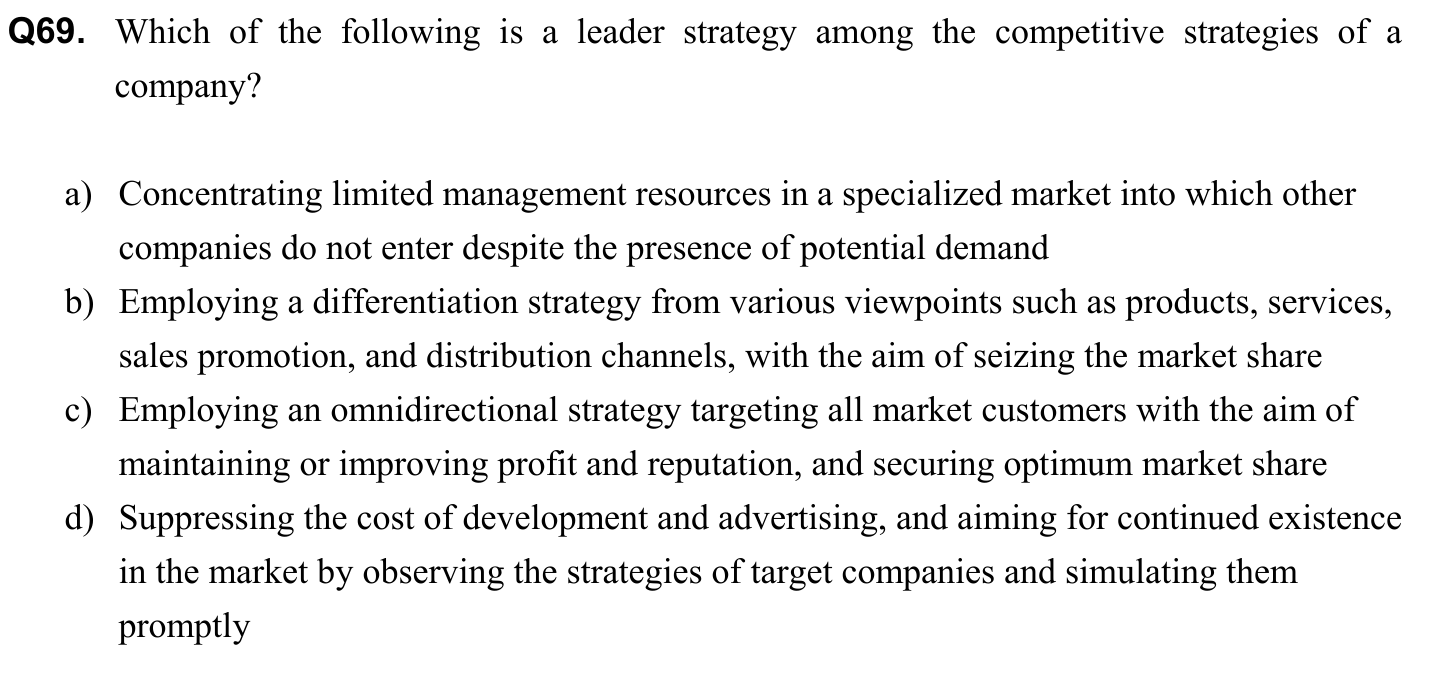 Q69. Which of the following is a leader strategy among the competitive strategies of a
company?
a) Concentrating limited management resources in a specialized market into which other
companies do not enter despite the presence of potential demand
b) Employing a differentiation strategy from various viewpoints such as products, services,
sales promotion, and distribution channels, with the aim of seizing the market share
c) Employing an omnidirectional strategy targeting all market customers with the aim of
maintaining or improving profit and reputation, and securing optimum market share
d) Suppressing the cost of development and advertising, and aiming for continued existence
in the market by observing the strategies of target companies and simulating them
promptly